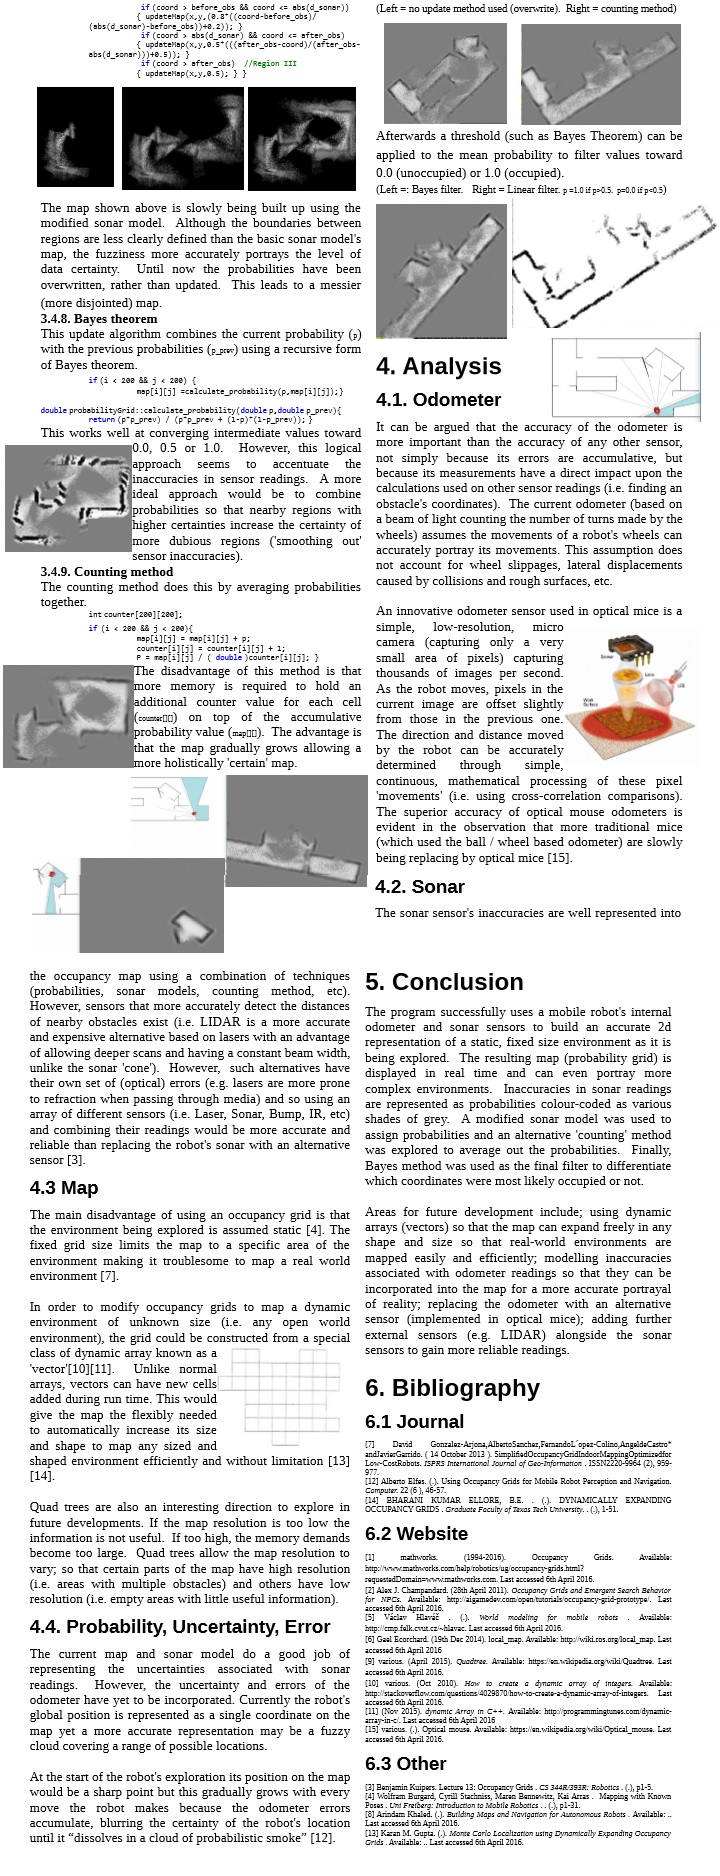 if (coord > before_obs && coord <= abs(d_sonar))
{ updateMap(x,y,(0.8*((coord-before_obs)/
(abs(d_sonar)-before_obs))+0.2)); }
if (coord > abs(d_sonar) && coord <= after_obs)
{ updateMap(x,y,0.5*(((after_obs-coord)/(after_obs-
abs(d_sonar)))+0.5)); }
if (coord > after_obs)  //Region III
{ updateMap(x,y,0.5); } }
The map shown above is slowly being built up using the
modified sonar model.  Although the boundaries between
regions are less clearly defined than the basic sonar model's
map, the fuzziness more accurately portrays the level of
data certainty.  Until now the probabilities have been
overwritten, rather than updated.  This leads to a messier
(more disjointed) map.
3.4.8. Bayes theorem
This update algorithm combines the current probability (p)
with the previous probabilities (p_prev) using a recursive form
of Bayes theorem.
if (i < 200 && j < 200) {
map[i][j] =calculate_probability(p,map[i][j]);}
double probabilityGrid::calculate_probability(double p,double p_prev){
return (p*p_prev) / (p*p_prev + (1-p)*(1-p_prev)); }
This works well at converging intermediate values toward
0.0, 0.5 or 1.0.  However, this logical
approach seems to accentuate the
inaccuracies in sensor readings.  A more
ideal approach would be to combine
probabilities so that nearby regions with
higher certainties increase the certainty of
more dubious regions ('smoothing out'
sensor inaccuracies).
3.4.9. Counting method
The counting method does this by averaging probabilities
together.
int counter[200][200];
if (i < 200 && j < 200){
map[i][j] = map[i][j] + p;
counter[i][j] = counter[i][j] + 1;
P = map[i][j] / ( double )counter[i][j]; }
The disadvantage of this method is that
more memory is required to hold an
additional counter value for each cell
(counter▯▯) on top of the accumulative
probability value (map▯▯).  The advantage is
that the map gradually grows allowing a
more holistically 'certain' map.
(Left = no update method used (overwrite).  Right = counting method)
Afterwards a threshold (such as Bayes Theorem) can be
applied to the mean probability to filter values toward
0.0 (unoccupied) or 1.0 (occupied).
(Left =: Bayes filter.   Right = Linear filter. p =1.0 if p>0.5.  p=0.0 if p<0.5)
4. Analysis
4.1. Odometer
It can be argued that the accuracy of the odometer is
more important than the accuracy of any other sensor,
not simply because its errors are accumulative, but
because its measurements have a direct impact upon the
calculations used on other sensor readings (i.e. finding an
obstacle's coordinates).  The current odometer (based on
a beam of light counting the number of turns made by the
wheels) assumes the movements of a robot's wheels can
accurately portray its movements. This assumption does
not account for wheel slippages, lateral displacements
caused by collisions and rough surfaces, etc.
An innovative odometer sensor used in optical mice is a
simple, low-resolution, micro
camera (capturing only a very
small area of pixels) capturing
thousands of images per second.
As the robot moves, pixels in the
current image are offset slightly
from those in the previous one.
The direction and distance moved
by the robot can be accurately
determined through simple,
continuous, mathematical processing of these pixel
'movements' (i.e. using cross-correlation comparisons).
The superior accuracy of optical mouse odometers is
evident in the observation that more traditional mice
(which used the ball / wheel based odometer) are slowly
being replacing by optical mice [15].
4.2. Sonar
The sonar sensor's inaccuracies are well represented into
the occupancy map using a combination of techniques
(probabilities, sonar models, counting method, etc).
However, sensors that more accurately detect the distances
of nearby obstacles exist (i.e. LIDAR is a more accurate
and expensive alternative based on lasers with an advantage
of allowing deeper scans and having a constant beam width,
unlike the sonar 'cone').  However,  such alternatives have
their own set of (optical) errors (e.g. lasers are more prone
to refraction when passing through media) and so using an
array of different sensors (i.e. Laser, Sonar, Bump, IR, etc)
and combining their readings would be more accurate and
reliable than replacing the robot's sonar with an alternative
sensor [3].
4.3 Map
The main disadvantage of using an occupancy grid is that
the environment being explored is assumed static [4]. The
fixed grid size limits the map to a specific area of the
environment making it troublesome to map a real world
environment [7].
In order to modify occupancy grids to map a dynamic
environment of unknown size (i.e. any open world
environment), the grid could be constructed from a special
class of dynamic array known as a
'vector'[10][11].  Unlike normal
arrays, vectors can have new cells
added during run time. This would
give the map the flexibly needed
to automatically increase its size
and shape to map any sized and
shaped environment efficiently and without limitation [13]
[14].
Quad trees are also an interesting direction to explore in
future developments. If the map resolution is too low the
information is not useful.  If too high, the memory demands
become too large.  Quad trees allow the map resolution to
vary; so that certain parts of the map have high resolution
(i.e. areas with multiple obstacles) and others have low
resolution (i.e. empty areas with little useful information).
4.4. Probability, Uncertainty, Error
The current map and sonar model do a good job of
representing the uncertainties associated with sonar
readings.  However, the uncertainty and errors of the
odometer have yet to be incorporated. Currently the robot's
global position is represented as a single coordinate on the
map yet a more accurate representation may be a fuzzy
cloud covering a range of possible locations.
At the start of the robot's exploration its position on the map
would be a sharp point but this gradually grows with every
move the robot makes because the odometer errors
accumulate, blurring the certainty of the robot's location
until it “dissolves in a cloud of probabilistic smoke” [12].
5. Conclusion
The program successfully uses a mobile robot's internal
odometer and sonar sensors to build an accurate 2d
representation of a static, fixed size environment as it is
being explored.  The resulting map (probability grid) is
displayed in real time and can even portray more
complex environments.  Inaccuracies in sonar readings
are represented as probabilities colour-coded as various
shades of grey.  A modified sonar model was used to
assign probabilities and an alternative 'counting' method
was explored to average out the probabilities.  Finally,
Bayes method was used as the final filter to differentiate
which coordinates were most likely occupied or not.
Areas for future development include; using dynamic
arrays (vectors) so that the map can expand freely in any
shape and size so that real-world environments are
mapped easily and efficiently; modelling inaccuracies
associated with odometer readings so that they can be
incorporated into the map for a more accurate portrayal
of reality; replacing the odometer with an alternative
sensor (implemented in optical mice); adding further
external sensors (e.g. LIDAR) alongside the sonar
sensors to gain more reliable readings.
6. Bibliography
6.1 Journal
[7] David Gonzalez-Arjona,AlbertoSanchez,FernandoL´opez-Colino,AngeldeCastro*
andJavierGarrido. ( 14 October 2013 ). SimplifiedOccupancyGridIndoorMappingOptimizedfor
Low-CostRobots. ISPRS International Journal of Geo-Information . ISSN2220-9964 (2), 959-
977.
[12] Alberto Elfes. (.). Using Occupancy Grids for Mobile Robot Perception and Navigation.
Computer. 22 (6 ), 46-57.
[14] BHARANI KUMAR ELLORE, B.E. . (.). DYNAMICALLY EXPANDING
OCCUPANCY GRIDS . Graduate Faculty of Texas Tech University. . (.), 1-51.
6.2 Website
[1] mathworks. (1994-2016). Occupancy Grids. Available:
http://www.mathworks.com/help/robotics/ug/occupancy-grids.html?
requestedDomain=www.mathworks.com. Last accessed 6th April 2016.
[2] Alex J. Champandard. (28th April 2011). Occupancy Grids and Emergent Search Behavior
for NPCs. Available: http://aigamedev.com/open/tutorials/occupancy-grid-prototype/. Last
accessed 6th April 2016.
[5] Václav Hlaváč . (.). World modeling for mobile robots . Available:
http://cmp.felk.cvut.cz/~hlavac. Last accessed 6th April 2016.
[6] Geel Ecorchard. (19th Dec 2014). local_map. Available: http://wiki.ros.org/local_map. Last
accessed 6th April 2016
[9] various. (April 2015). Quadtree. Available: https://en.wikipedia.org/wiki/Quadtree. Last
accessed 6th April 2016.
[10] various. (Oct 2010). How to create a dynamic array of integers. Available:
http://stackoverflow.com/questions/4029870/how-to-create-a-dynamic-array-of-integers. Last
accessed 6th April 2016.
[11] (Nov 2015). dynamic Array in C++. Available: http://programmingtunes.com/dynamic-
array-in-c/. Last accessed 6th April 2016
[15] various. (.). Optical mouse. Available: https://en.wikipedia.org/wiki/Optical_mouse. Last
accessed 6th April 2016.
6.3 Other
[3] Benjamin Kuipers. Lecture 13: Occupancy Grids . CS 344R/393R: Robotics . (.), p1-5.
[4] Wolfram Burgard, Cyrill Stachniss, Maren Bennewitz, Kai Arras .  Mapping with Known
Poses . Uni Freiberg: Introduction to Mobile Robotics . . (.), p1-31.
[8] Arindam Khaled. (.). Building Maps and Navigation for Autonomous Robots . Available: ..
Last accessed 6th April 2016.
[13] Karan M. Gupta. (.). Monte Carlo Localization using Dynamically Expanding Occupancy
Grids . Available: .. Last accessed 6th April 2016.